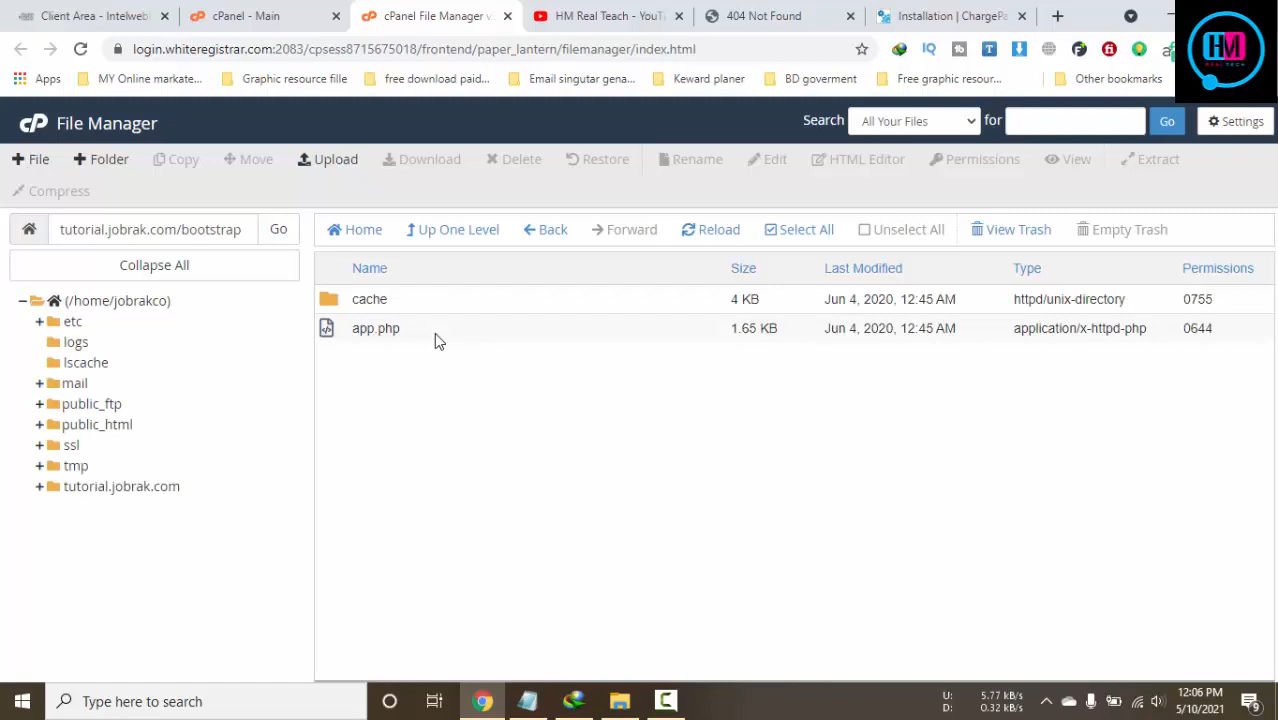 Client Area - Intelwebl
cPanel - Main
cPanel File Manager v
HM Real Teach - YouT
404 Not Found
Installation | ChargePa
login.whiteregistrar.com:2083/cpsess8715675018/frontend/paper_lantern/filemanager/index.html
Apps
MY Online markate...
Graphic resource file
free download paid...
Email singutar gena...
Keward planer
BD goverment
Free graphic resour...
Other bookmarks
HM
REAL TECH
cP File Manager
Search
All Your Files
for
Go
Settings
File
Folder
Copy
Move
Upload
Download
Delete
Restore
Rename
Edit
HTML Editor
Permissions
View
Extract
Compress
tutorial.jobrak.com/bootstrap
Go
Home
Up One Level
Back
Forward
Reload
Select All
Unselect All
View Trash
Empty Trash
Collapse All
(/home/jobrakco)
etc
logs
lscache
mail
public_ftp
public_html
ssl
tmp
tutorial.jobrak.com
Name Size Last Modified Type Permissions
cache 4 KB Jun 4, 2020, 12:45 AM httpd/unix-directory 0755
app.php 1.65 KB Jun 4, 2020, 12:45 AM application/x-httpd-php 0644
Type here to search
U: 5.77 kB/s
D: 0.32 kB/s
12:06 PM
5/10/2021
9